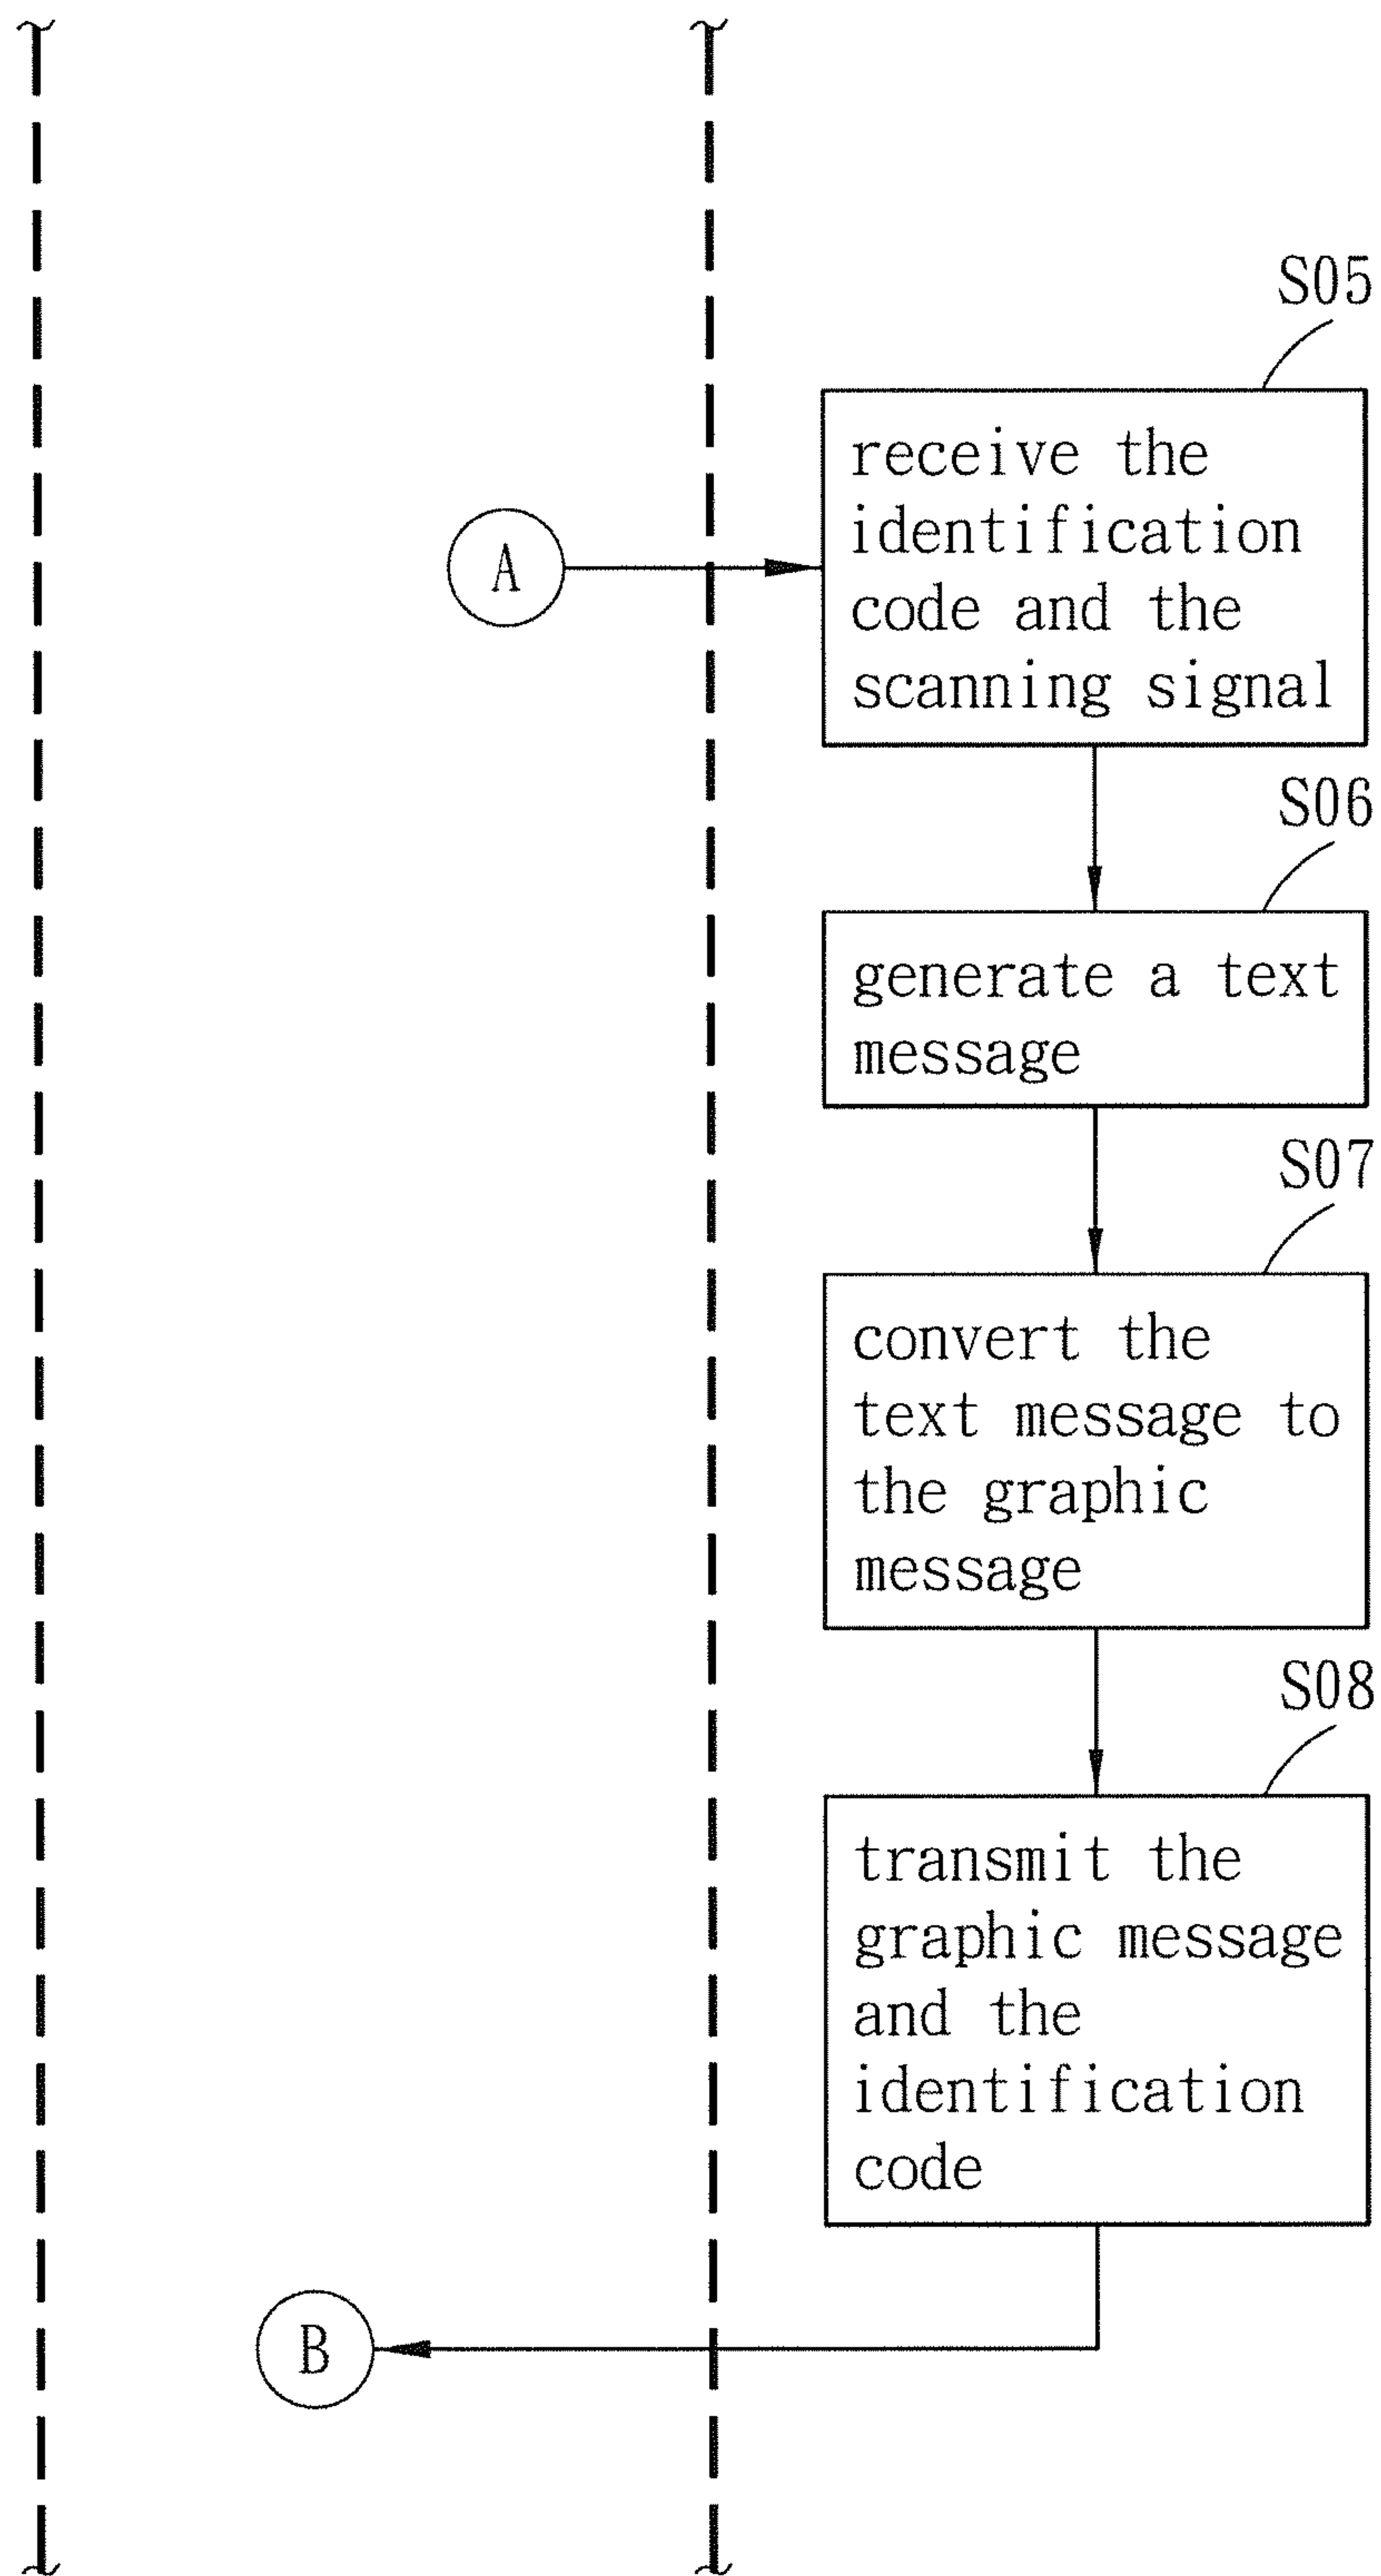 S05
receive the
identification
code and the
scanning signal
A
S06
generate a text
message
S07
convert the
text message to
the graphic
message
S08
transmit the
graphic message
and the
identification
code
B